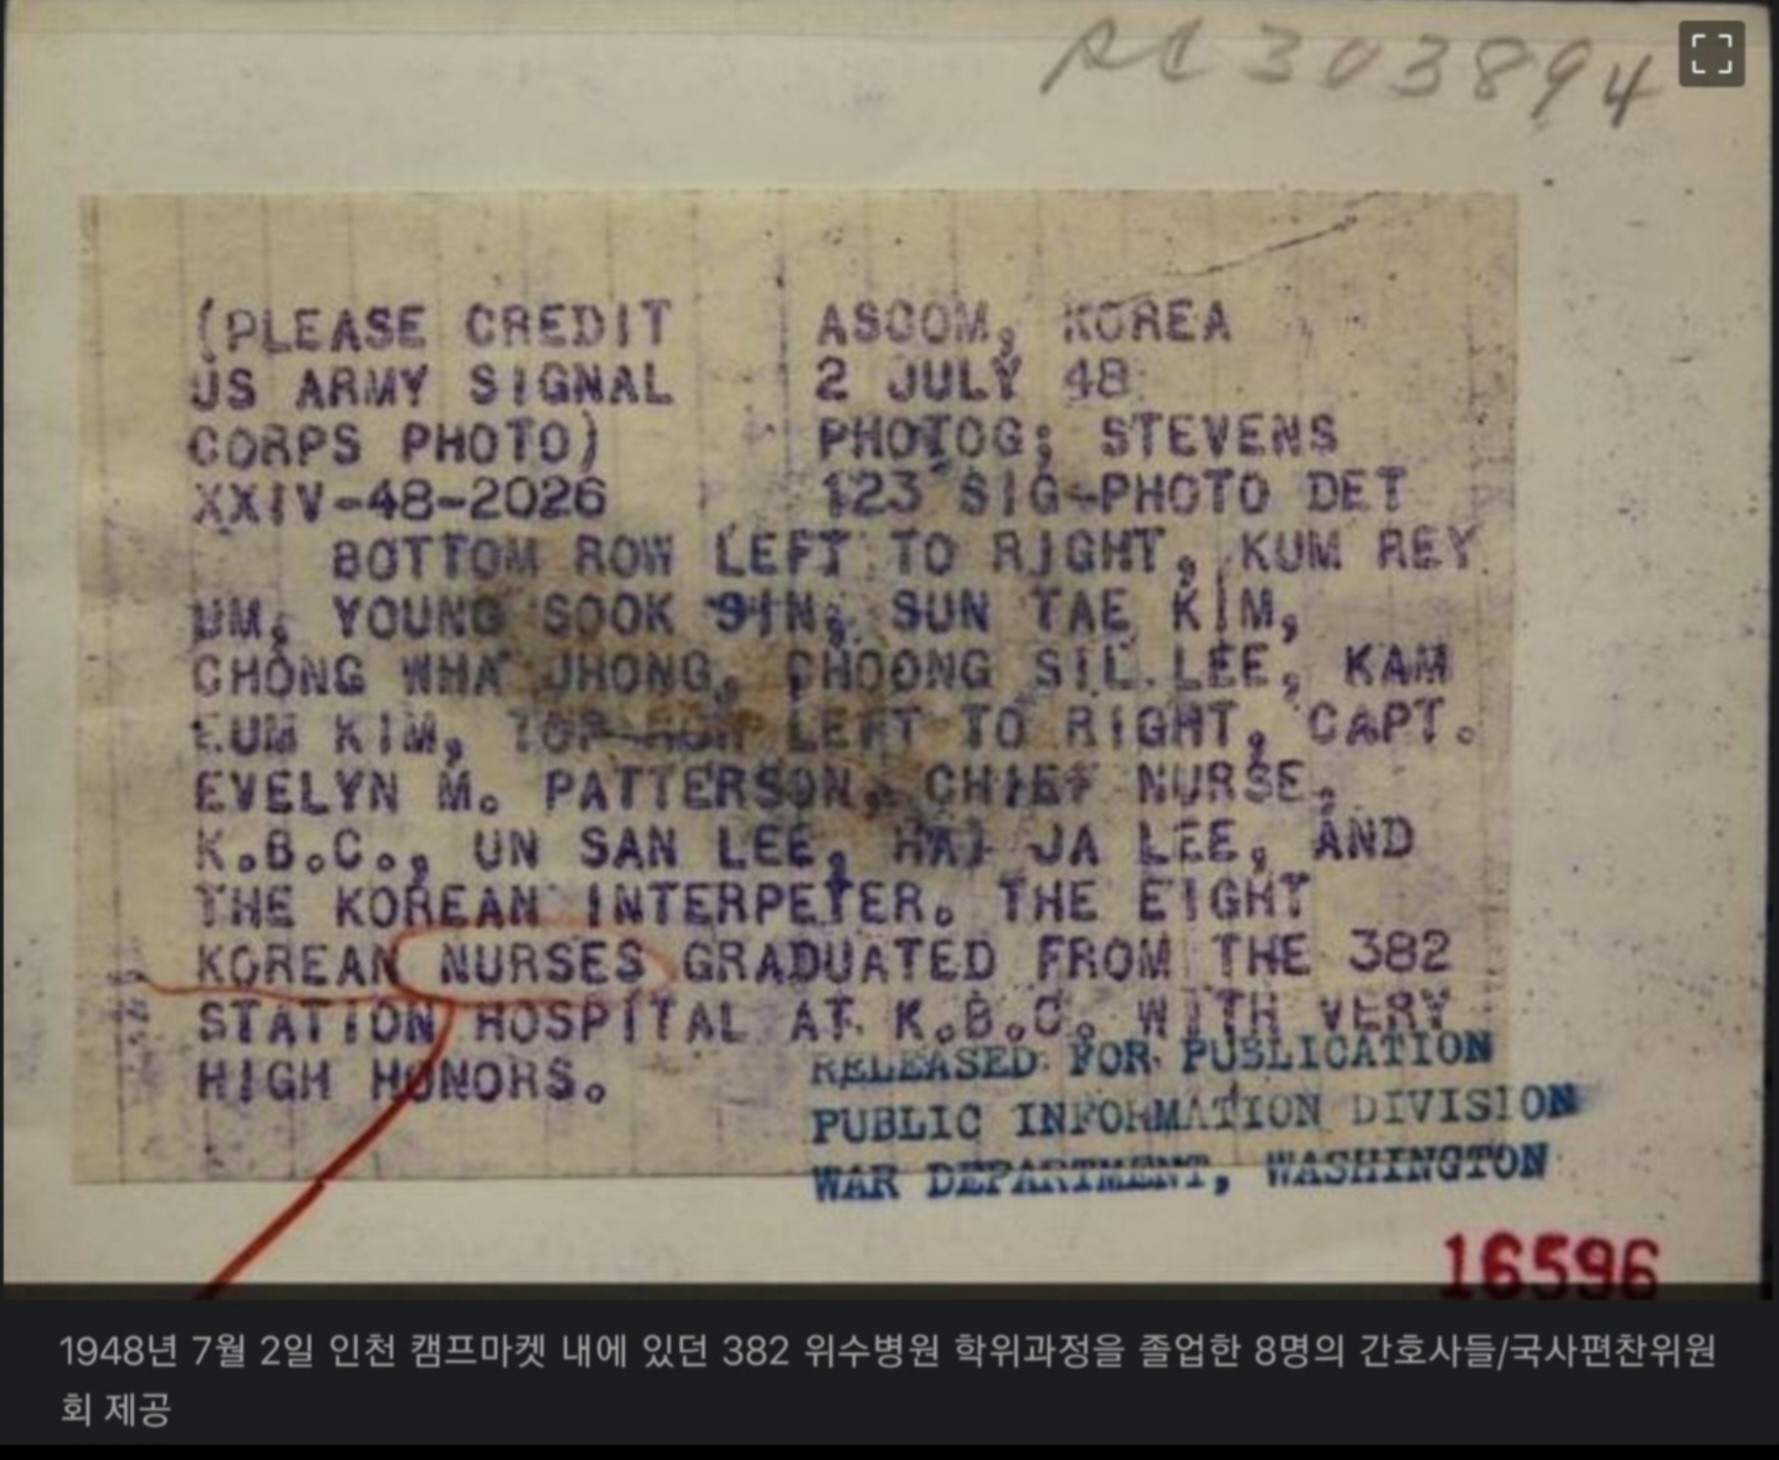 SC 303894
(PLEASE CREDIT ASCOM, KOREA
US ARMY SIGNAL 2 JULY 48
CORPS PHOTO) PHOTOG; STEVENS
XXIV-48-2026 123 SIG-PHOTO DET
BOTTOM ROW LEFT TO RIGHT, KUM REY
UM, YOUNG SOOK SIN, SUN TAE KIM,
CHONG WHA JHONG, CHOONG SIL LEE, KAM
EUM KIM, TOP ROW LEFT TO RIGHT, CAPT.
EVELYN M. PATTERSON, CHIEF NURSE,
K.B.C., UN SAN LEE, HAI JA LEE, AND
THE KOREAN INTERPETER. THE EIGHT
KOREAN NURSES GRADUATED FROM THE 382
STATION HOSPITAL AT K.B.C. WITH VERY
HIGH HONORS.
RELEASED FOR PUBLICATION
PUBLIC INFORMATION DIVISION
WAR DEPARTMENT, WASHINGTON
16596
1948년 7월 2일 인천 캠프마켓 내에 있던 382 위수병원 학위과정을 졸업한 8명의 간호사들/국사편찬위원
회 제공